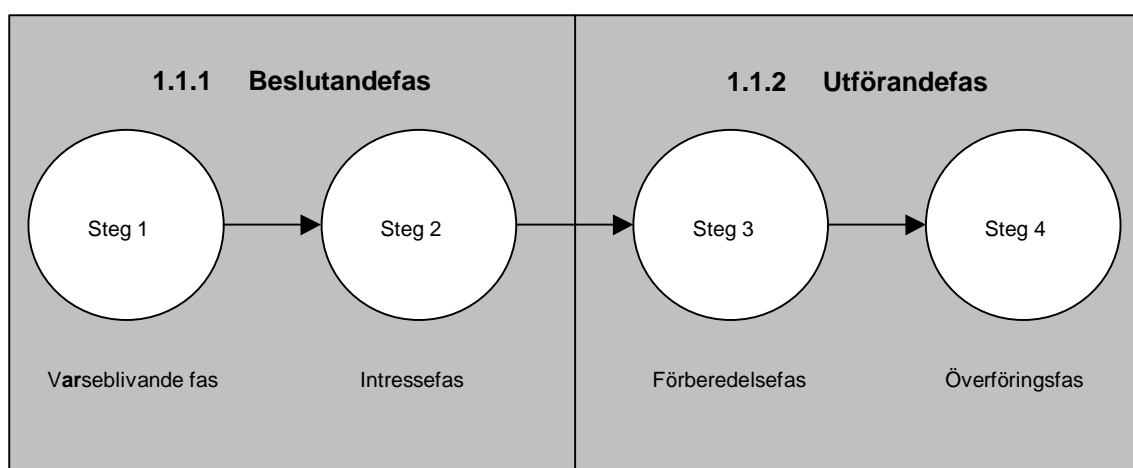 1.1.1 Beslutandefas
1.1.2 Utförandefas
Steg 1
Steg 2
Steg 3
Steg 4
Varseblivande fas
Intressefas
Förberedelsefas
Överföringsfas